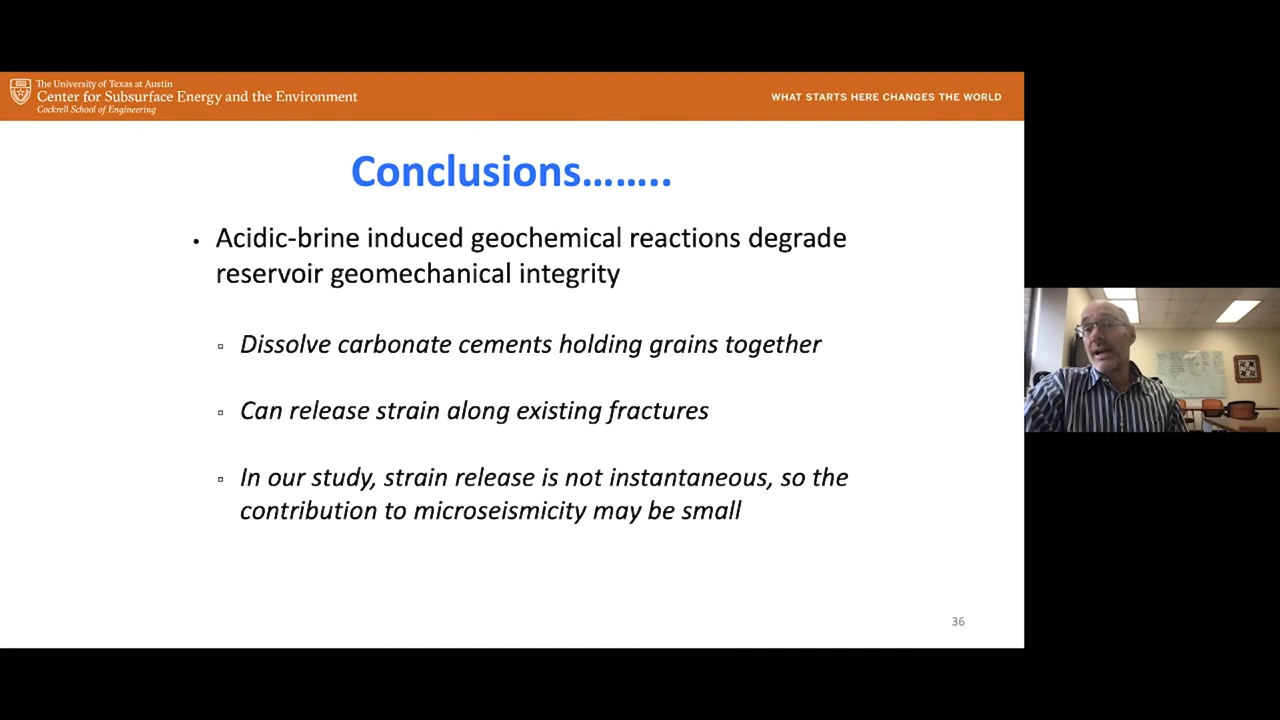 The University of Texas at Austin
Center for Subsurface Energy and the Environment
Cockrell School of Engineering
WHAT STARTS HERE CHANGES THE WORLD
Conclusions……..
• Acidic-brine induced geochemical reactions degrade
reservoir geomechanical integrity
▫ Dissolve carbonate cements holding grains together
▫ Can release strain along existing fractures
▫ In our study, strain release is not instantaneous, so the
contribution to microseismicity may be small
36